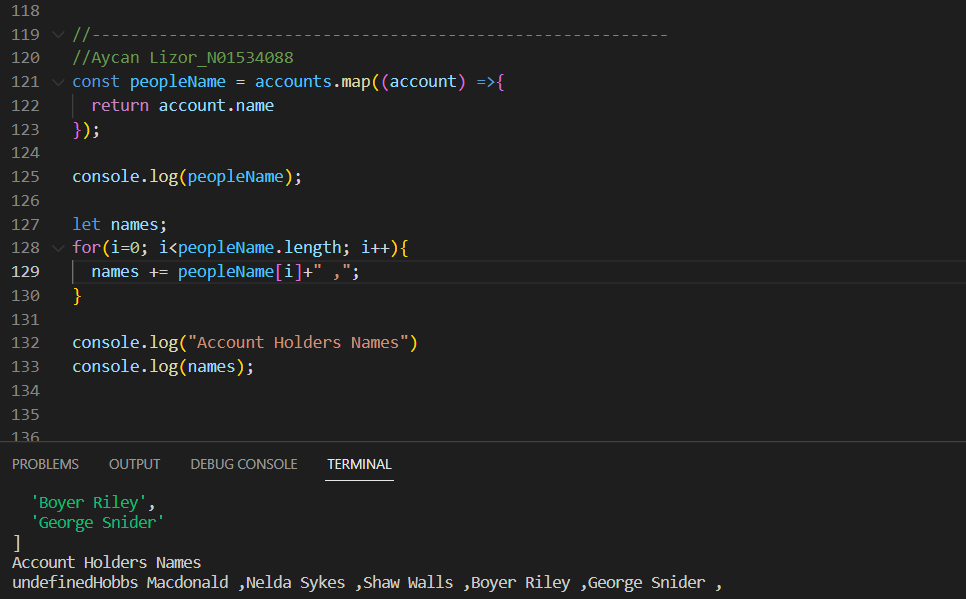 118
119 //------------------------------------------------------------
120 //Aycan Lizor_N01534088
121 const peopleName = accounts.map((account) =>{
122 return account.name
123 });
124
125 console.log(peopleName);
126
127 let names;
128 for(i=0; i<peopleName.length; i++){
129 names += peopleName[i]+" ,";
130 }
131
132 console.log("Account Holders Names")
133 console.log(names);
134
135
136
PROBLEMS OUTPUT DEBUG CONSOLE TERMINAL
'Boyer Riley',
'George Snider'
]
Account Holders Names
undefinedHobbs Macdonald ,Nelda Sykes ,Shaw Walls ,Boyer Riley ,George Snider ,